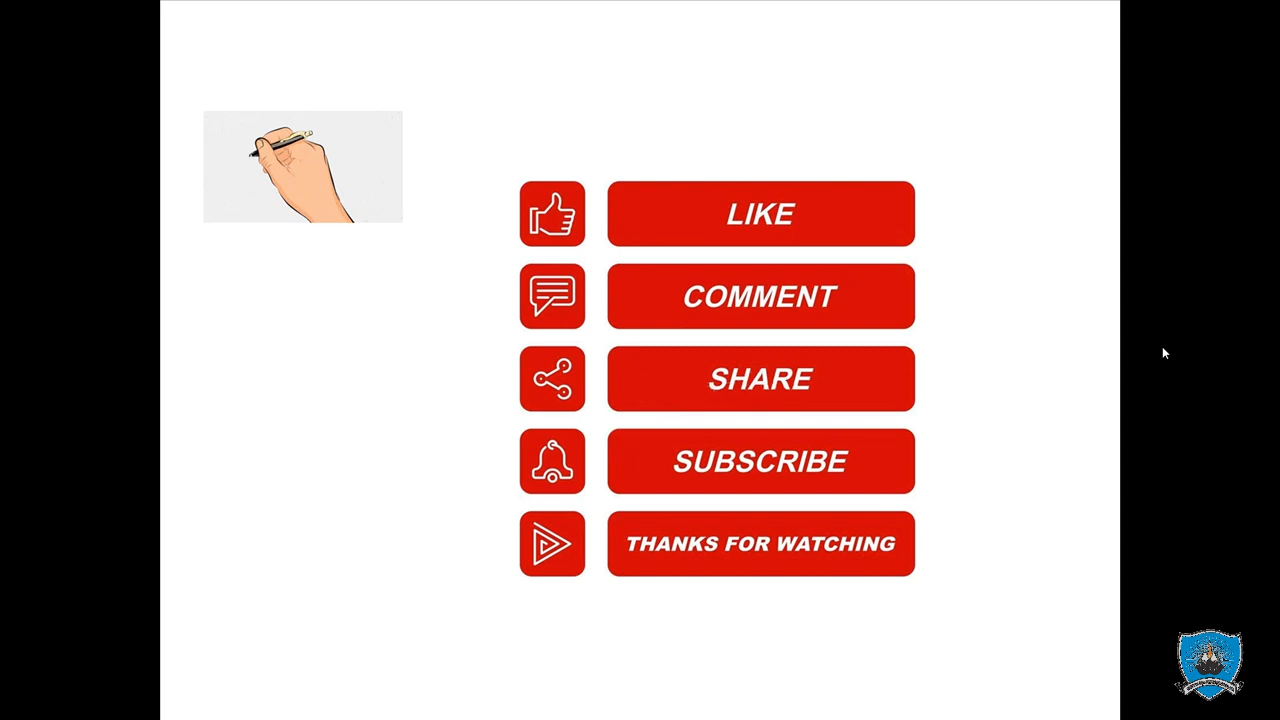 LIKE
COMMENT
SHARE
SUBSCRIBE
THANKS FOR WATCHING